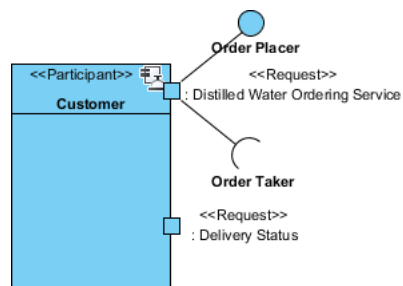 Order Placer
<<Participant>>
Customer
<<Request>>
: Distilled Water Ordering Service
Order Taker
<<Request>>
: Delivery Status